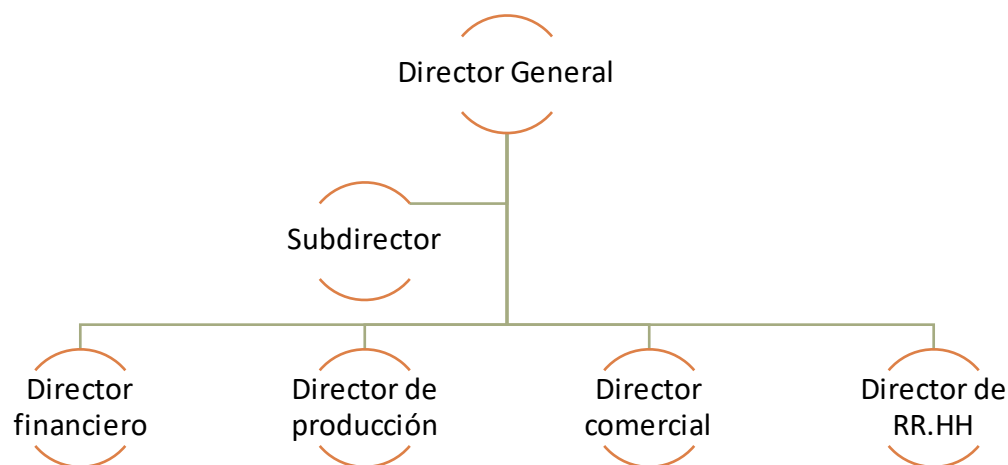 Director General
Subdirector
Director
financiero
Director de
producción
Director
comercial
Director de
RR.HH